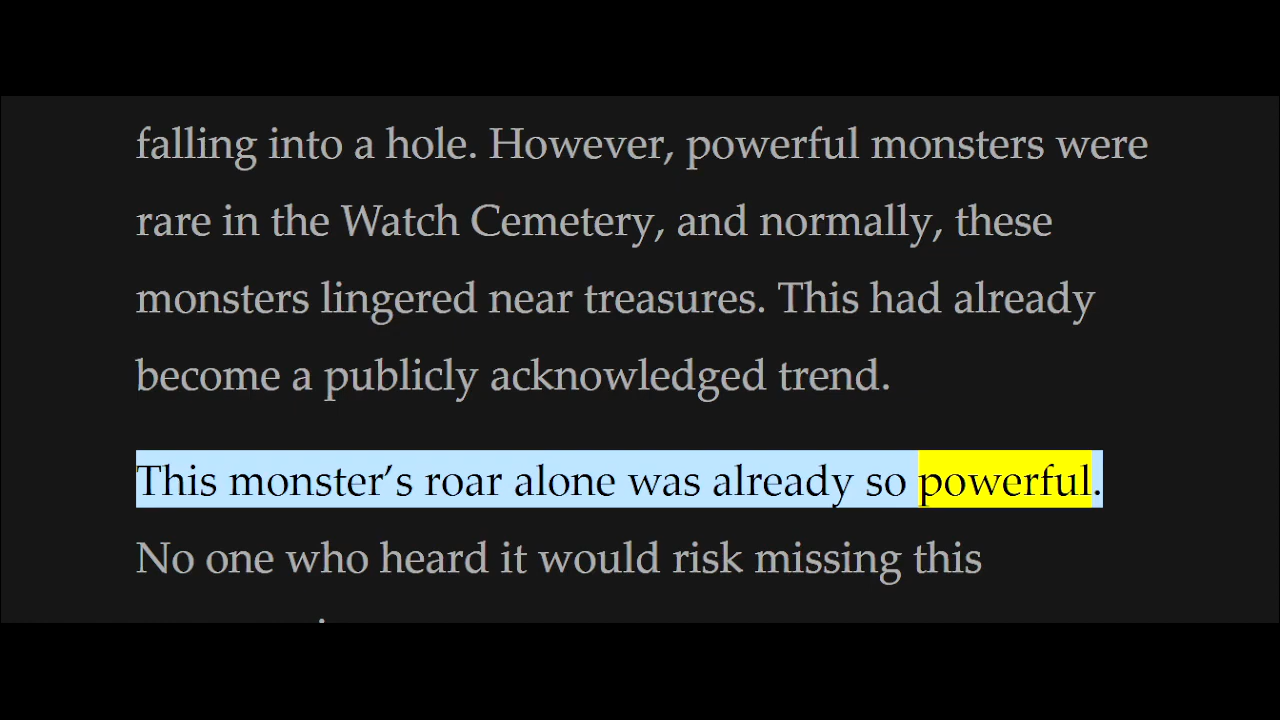 falling into a hole. However, powerful monsters were
rare in the Watch Cemetery, and normally, these
monsters lingered near treasures. This had already
become a publicly acknowledged trend.
This monster’s roar alone was already so powerful.
No one who heard it would risk missing this